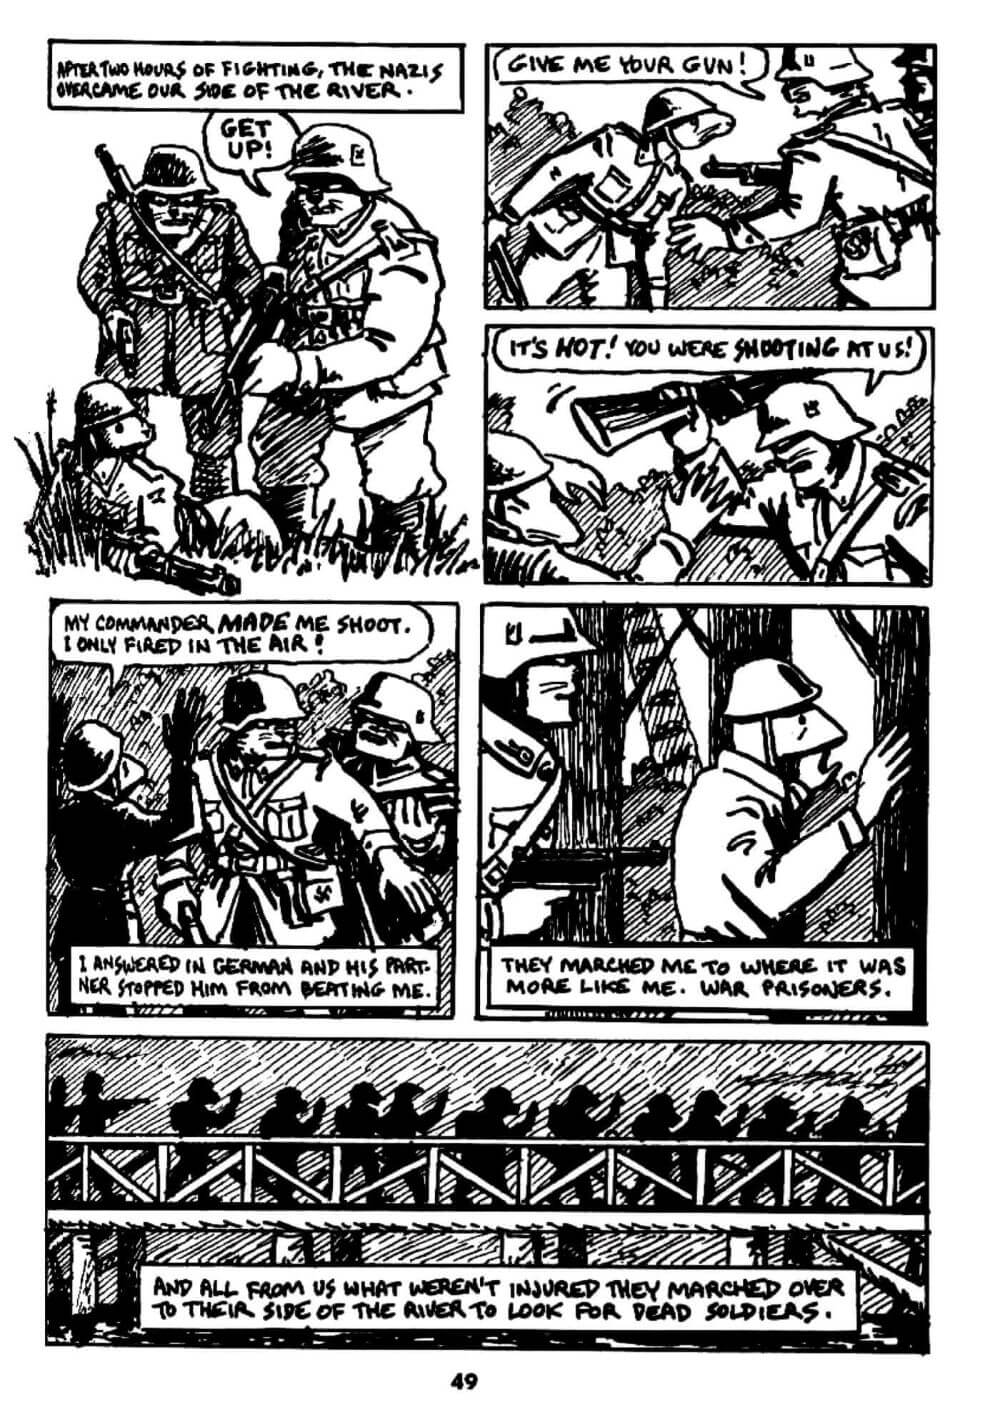 AFTER TWO HOURS OF FIGHTING, THE NAZIS
OVERCAME OUR SIDE OF THE RIVER.
GET
UP!
GIVE ME YOUR GUN!
IT'S HOT! YOU WERE SHOOTING AT US!
MY COMMANDER MADE ME SHOOT.
I ONLY FIRED IN THE AIR!
I ANSWERED IN GERMAN AND HIS PART-
NER STOPPED HIM FROM BEATING ME.
THEY MARCHED ME TO WHERE IT WAS
MORE LIKE ME. WAR PRISONERS.
AND ALL FROM US WHAT WEREN'T INJURED THEY MARCHED OVER
TO THEIR SIDE OF THE RIVER TO LOOK FOR DEAD SOLDIERS.
49